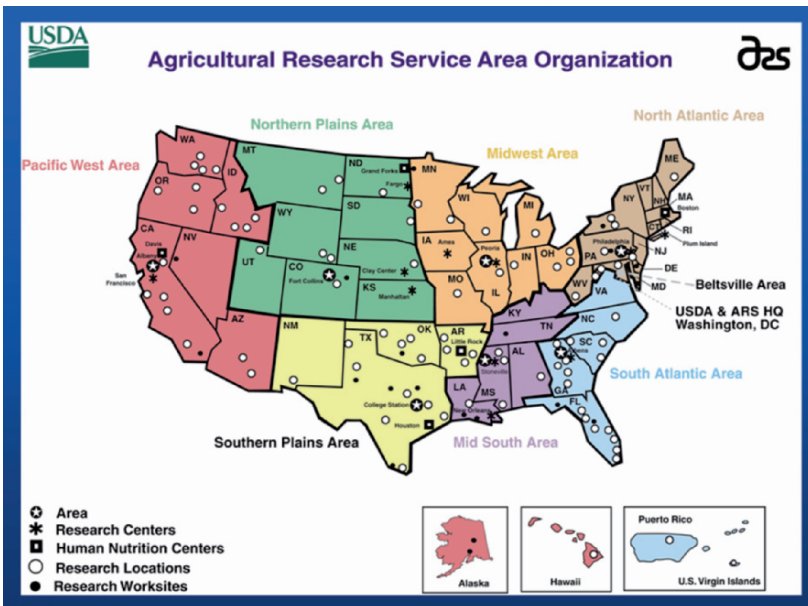 USDA
Agricultural Research Service Area Organization
ars
North Atlantic Area
Northern Plains Area
Midwest Area
Pacific West Area
WA
MT
ND
Grand Forks
Fargo
MN
ME
OR
ID
SD
WI
MI
NY
VT
NH
MA
Boston
WY
CT
RI
Plum Island
CA
NV
Davis
Albany
San
Francisco
UT
CO
Fort Collins
NE
Clay Center
KS
Manhattan
IA
Ames
Peoria
MO
IL
IN
OH
PA
Philadelphia
NJ
DE
MD
WV
VA
Beltsville Area
USDA & ARS HQ
Washington, DC
AZ
NM
TX
OK
AR
Little Rock
KY
TN
NC
SC
Stoneville
AL
GA
South Atlantic Area
LA
MS
New Orleans
FL
College Station
Houston
Southern Plains Area
Mid South Area
Area
Research Centers
Human Nutrition Centers
Research Locations
Research Worksites
Alaska
Hawaii
Puerto Rico
U.S. Virgin Islands